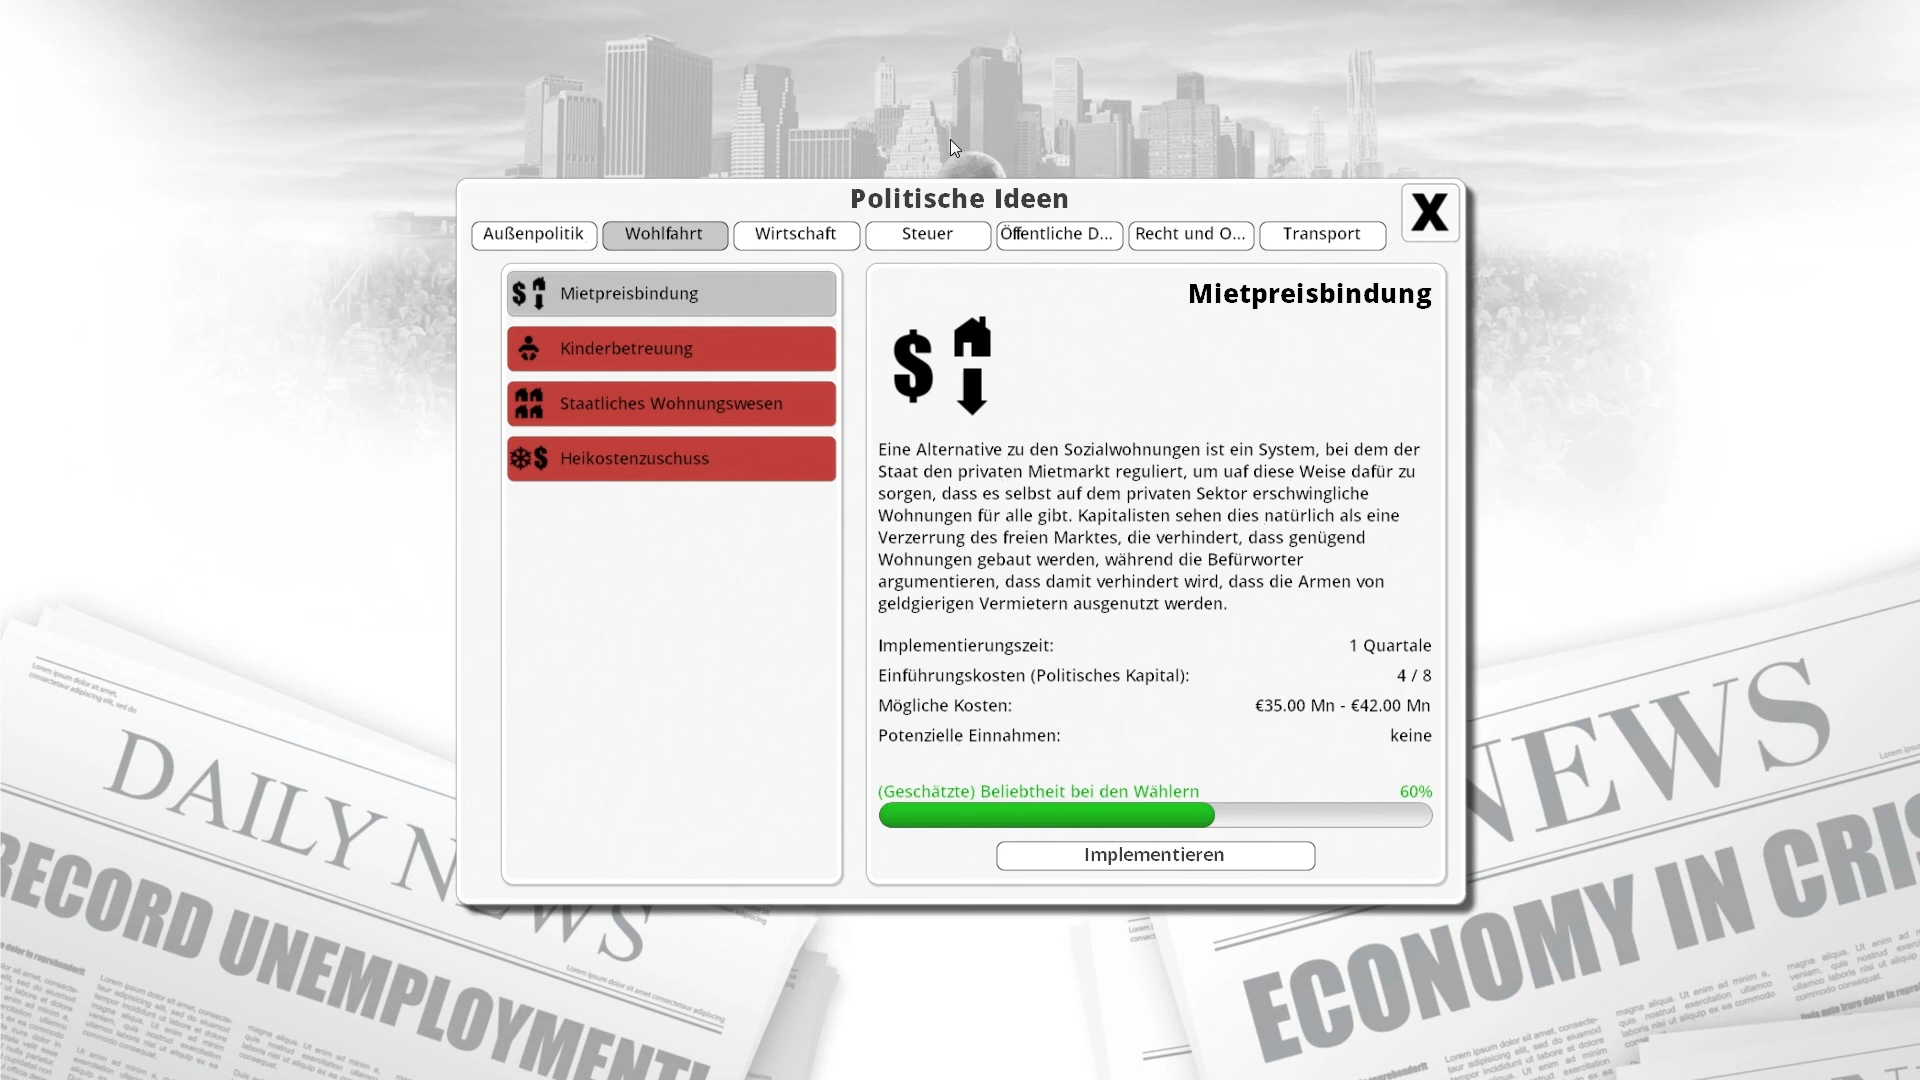 Politische Ideen
X
Außenpolitik
Wohlfahrt
Wirtschaft
Steuer
Öffentliche D...
Recht und O...
Transport
Mietpreisbindung
Kinderbetreuung
Staatliches Wohnungswesen
Heikostenzuschuss
Mietpreisbindung
Eine Alternative zu den Sozialwohnungen ist ein System, bei dem der
Staat den privaten Mietmarkt reguliert, um uaf diese Weise dafür zu
sorgen, dass es selbst auf dem privaten Sektor erschwingliche
Wohnungen für alle gibt. Kapitalisten sehen dies natürlich als eine
Verzerrung des freien Marktes, die verhindert, dass genügend
Wohnungen gebaut werden, während die Befürworter
argumentieren, dass damit verhindert wird, dass die Armen von
geldgierigen Vermietern ausgenutzt werden.
Implementierungszeit: 1 Quartale
Einführungskosten (Politisches Kapital): 4 / 8
Mögliche Kosten: €35.00 Mn - €42.00 Mn
Potenzielle Einnahmen: keine
(Geschätzte) Beliebtheit bei den Wählern 60%
Implementieren
DAILY NEWS
RECORD UNEMPLOYMENT!
NEWS
ECONOMY IN CRIS